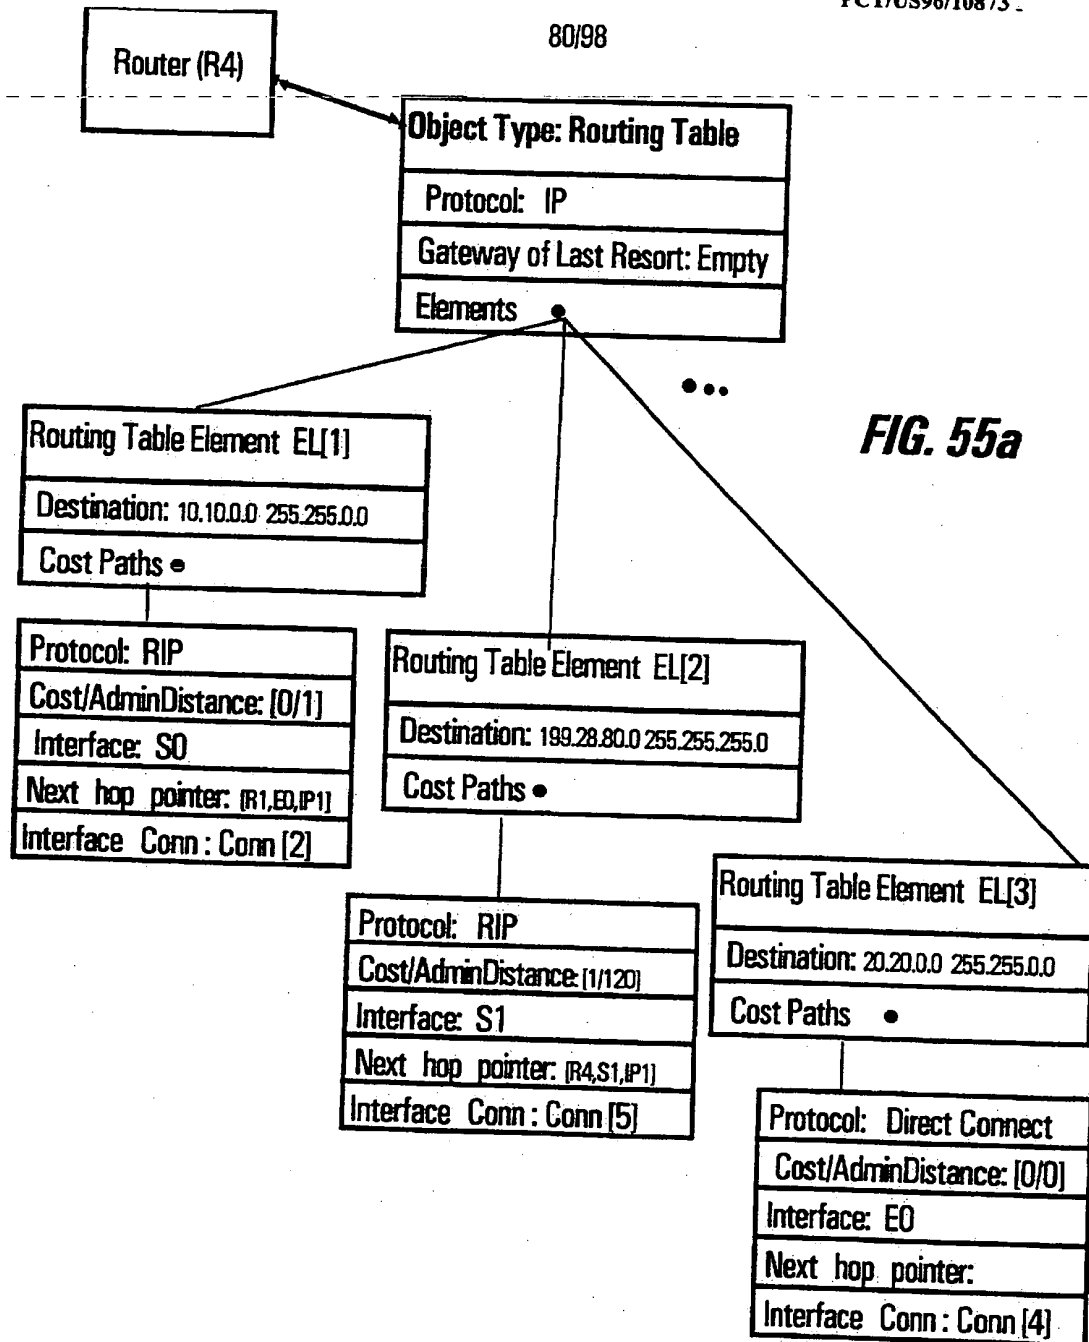 PCT/US96/10873
80/98
Router (R4)
Object Type: Routing Table
Protocol: IP
Gateway of Last Resort: Empty
Elements
FIG. 55a
Routing Table Element EL[1]
Destination: 10.10.0.0 255.255.0.0
Cost Paths
Protocol: RIP
Cost/AdminDistance: [0/1]
Interface: S0
Next hop pointer: [R1,E0,IP1]
Interface Conn : Conn [2]
Routing Table Element EL[2]
Destination: 199.28.80.0 255.255.255.0
Cost Paths
Protocol: RIP
Cost/AdminDistance: [1/120]
Interface: S1
Next hop pointer: [R4,S1,IP1]
Interface Conn : Conn [5]
Routing Table Element EL[3]
Destination: 20.20.0.0 255.255.0.0
Cost Paths
Protocol: Direct Connect
Cost/AdminDistance: [0/0]
Interface: E0
Next hop pointer:
Interface Conn : Conn [4]